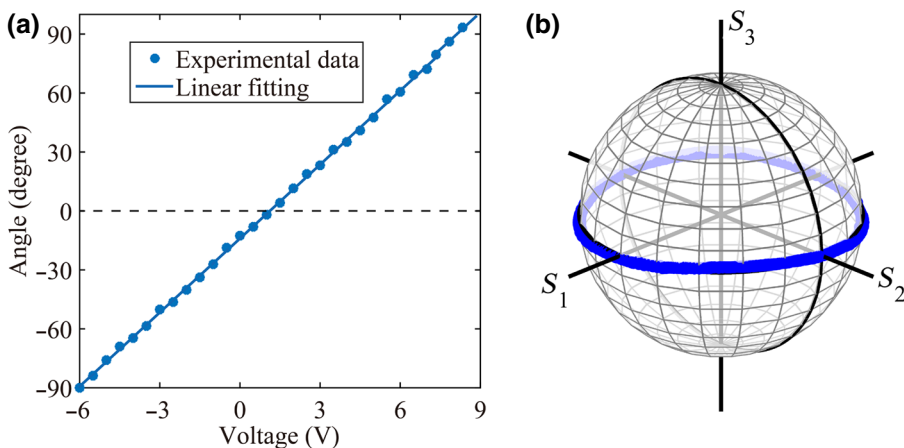 (a)
90
60
30
0
−30
−60
−90
Angle (degree)
Experimental data
Linear fitting
−6 −3 0 3 6 9
Voltage (V)
(b)
S3
S1
S2